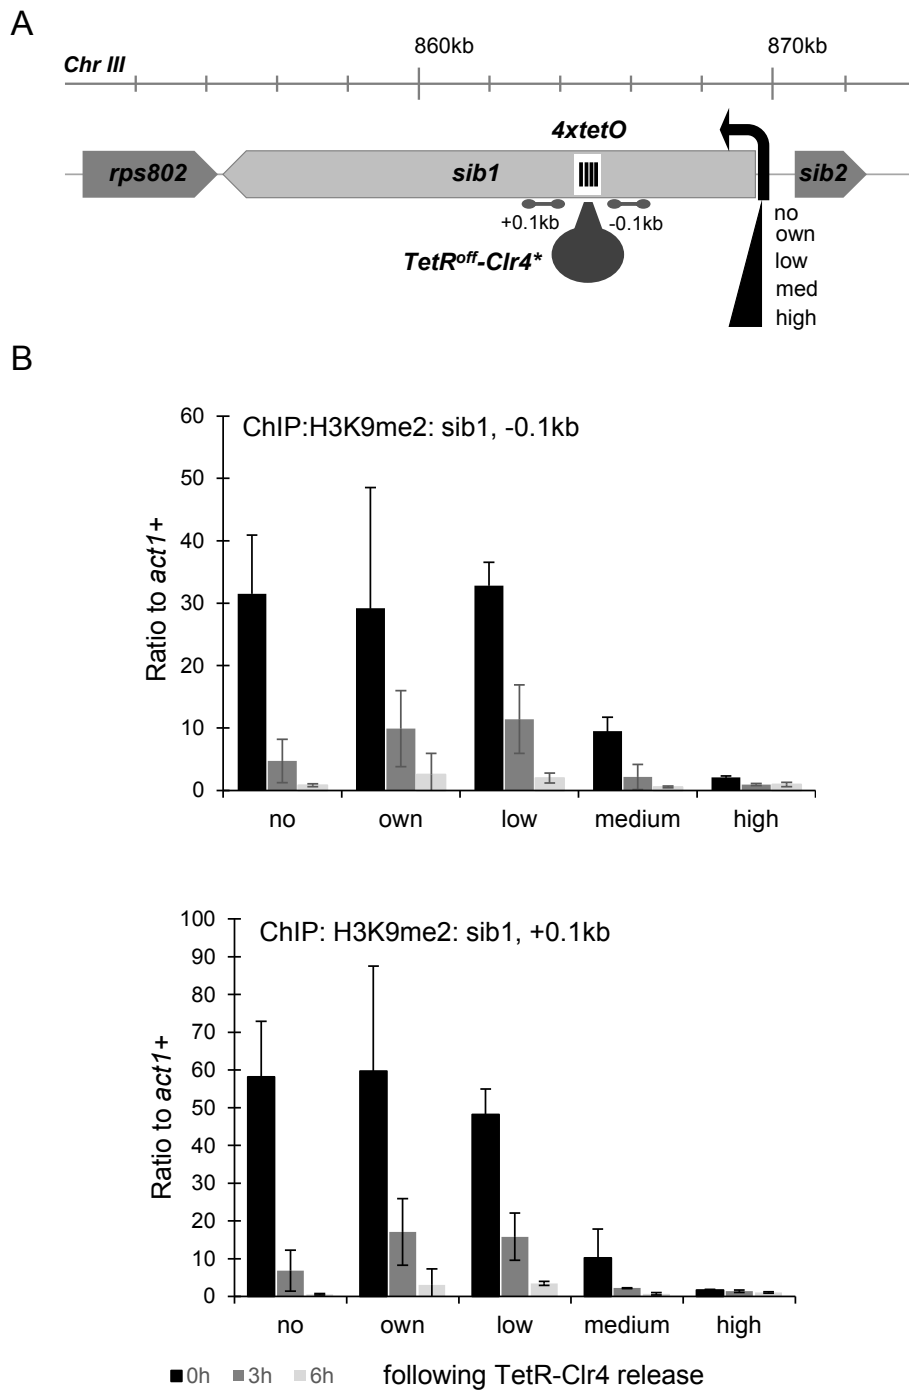 A
860kb 870kb
Chr III
4xtetO
rps802 sib1 sib2
+0.1kb -0.1kb
no
own
TetRoff-Clr4*
low
med
high
B
ChIP:H3K9me2: sib1, -0.1kb
Ratio to act1+
60
50
40
30
20
10
0
no own low medium high
ChIP: H3K9me2: sib1, +0.1kb
Ratio to act1+
100
90
80
70
60
50
40
30
20
10
0
no own low medium high
0h 3h 6h following TetR-Clr4 release